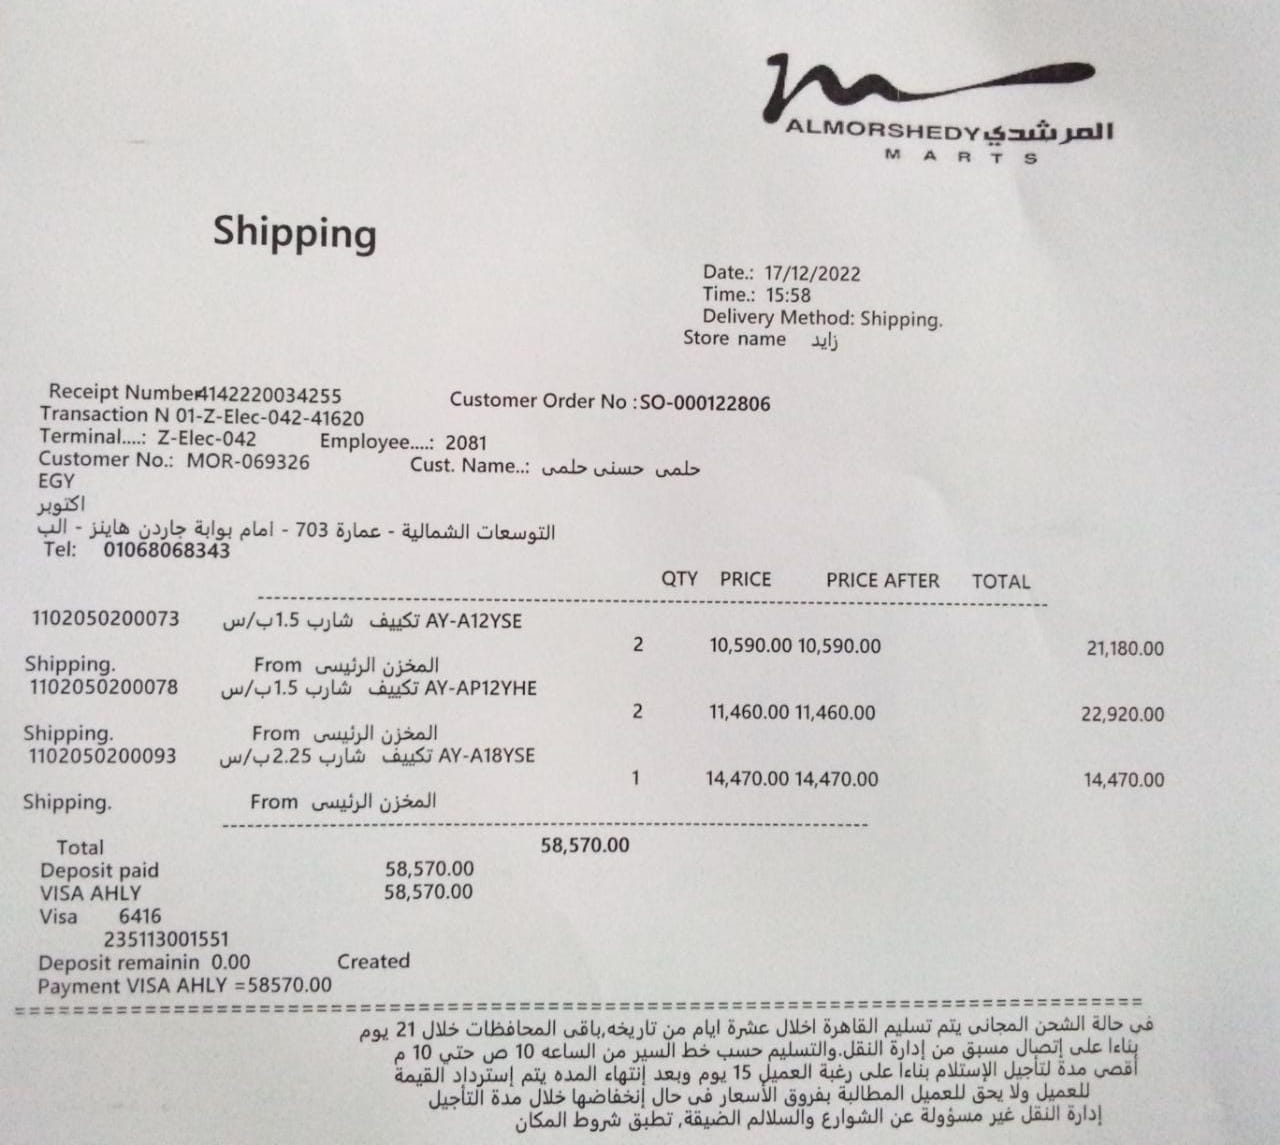 ALMORSHEDY المرشدي
MARTS
Shipping
Date.: 17/12/2022
Time.: 15:58
Delivery Method: Shipping.
Store name زايد
Receipt Number4142220034255
Customer Order No :SO-000122806
Transaction N 01-Z-Elec-042-41620
Terminal....: Z-Elec-042 Employee....: 2081
Customer No.: MOR-069326 Cust. Name..: حلمى حسنى حلمى
EGY
اكتوبر
التوسعات الشمالية - عمارة 703 - امام بوابة جاردن هاينز - الب
Tel: 01068068343
QTY PRICE PRICE AFTER TOTAL
1102050200073 تكييف شارب 1.5ب/س AY-A12YSE
2 10,590.00 10,590.00 21,180.00
Shipping. From المخزن الرئيسى
1102050200078 تكييف شارب 1.5ب/س AY-AP12YHE
2 11,460.00 11,460.00 22,920.00
Shipping. From المخزن الرئيسى
1102050200093 تكييف شارب 2.25ب/س AY-A18YSE
1 14,470.00 14,470.00 14,470.00
Shipping. From المخزن الرئيسى
Total 58,570.00
Deposit paid 58,570.00
VISA AHLY 58,570.00
Visa 6416
235113001551
Deposit remainin 0.00 Created
Payment VISA AHLY =58570.00
فى حالة الشحن المجانى يتم تسليم القاهرة اخلال عشرة ايام من تاريخه,باقى المحافظات خلال 21 يوم
بناءا على إتصال مسبق من إدارة النقل.والتسليم حسب خط السير من الساعه 10 ص حتي 10 م
أقصى مدة لتأجيل الإستلام بناءا على رغبة العميل 15 يوم وبعد إنتهاء المده يتم إسترداد القيمة
للعميل ولا يحق للعميل المطالبة بفروق الأسعار فى حال إنخفاضها خلال مدة التأجيل
إدارة النقل غير مسؤولة عن الشوارع والسلالم الضيقة, تطبق شروط المكان